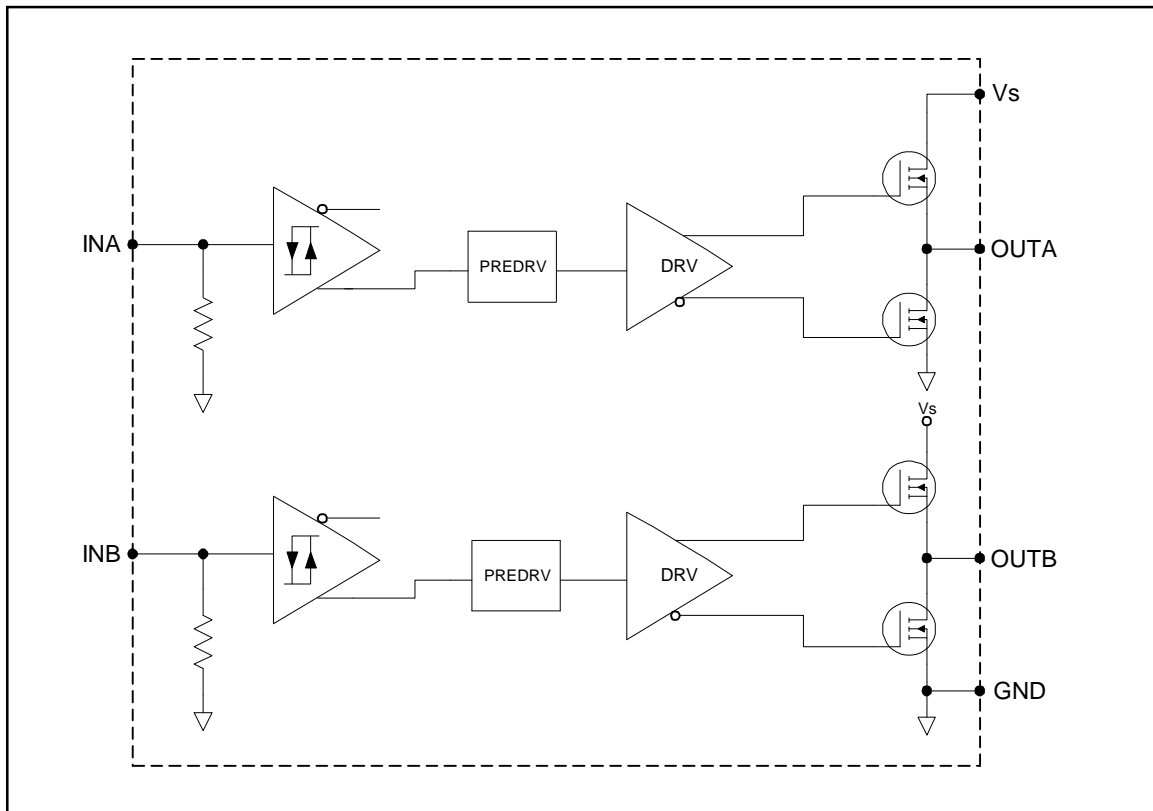 Vs
INA
PREDRV
DRV
OUTA
Vs
INB
PREDRV
DRV
OUTB
GND